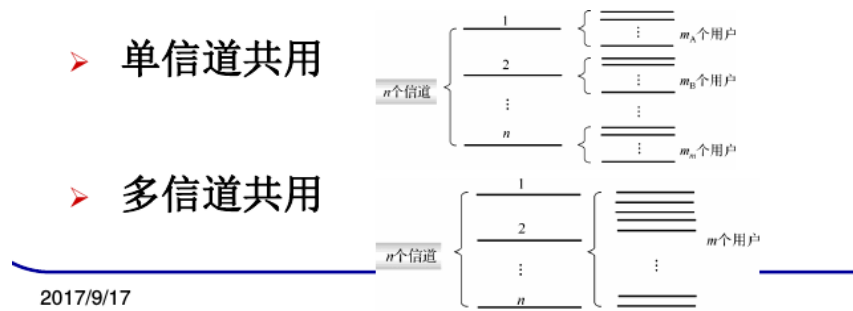 ➢ 单信道共用
n个信道
1
2
⋮
n
⋮
m_A个用户
⋮
m_B个用户
⋮
⋮
⋮
m_m个用户
➢ 多信道共用
n个信道
1
2
⋮
n
⋮
m个用户
2017/9/17